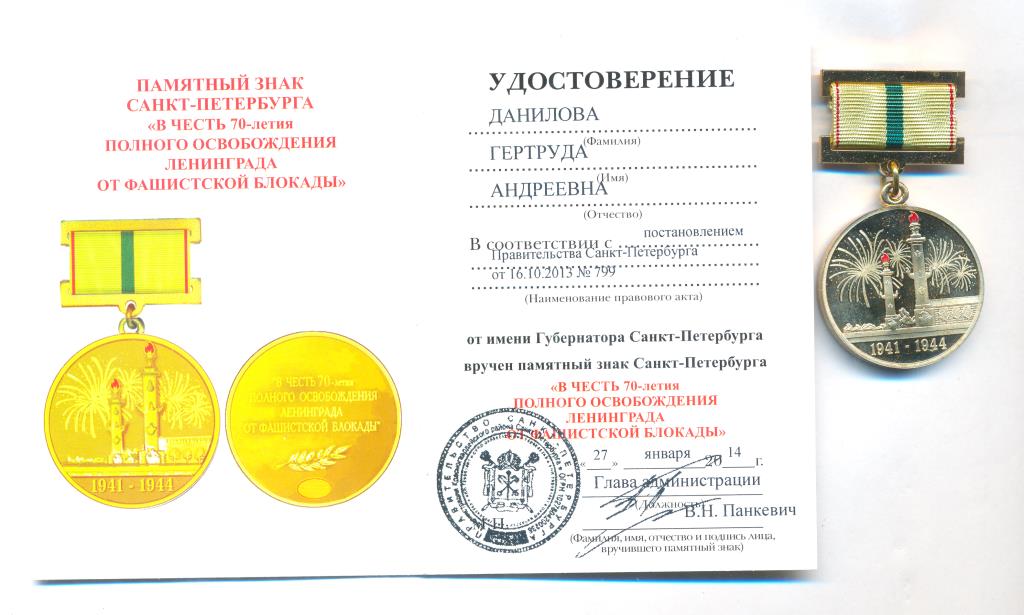 ПАМЯТНЫЙ ЗНАК
САНКТ-ПЕТЕРБУРГА
«В ЧЕСТЬ 70-летия
ПОЛНОГО ОСВОБОЖДЕНИЯ
ЛЕНИНГРАДА
ОТ ФАШИСТСКОЙ БЛОКАДЫ»
1941 - 1944
"В ЧЕСТЬ 70-летия
ПОЛНОГО ОСВОБОЖДЕНИЯ
ЛЕНИНГРАДА
ОТ ФАШИСТСКОЙ БЛОКАДЫ"
УДОСТОВЕРЕНИЕ
ДАНИЛОВА
(Фамилия)
ГЕРТРУДА
(Имя)
АНДРЕЕВНА
(Отчество)
В соответствии с постановлением
Правительства Санкт-Петербурга
от 16.10.2013 № 799
(Наименование правового акта)
от имени Губернатора Санкт-Петербурга
вручен памятный знак Санкт-Петербурга
«В ЧЕСТЬ 70-летия
ПОЛНОГО ОСВОБОЖДЕНИЯ
ЛЕНИНГРАДА
ОТ ФАШИСТСКОЙ БЛОКАДЫ»
«27» января 2014 г.
Глава администрации
(Должность)
В.Н. Панкевич
(Фамилия, имя, отчество и подпись лица,
вручившего памятный знак)
ПРАВИТЕЛЬСТВО САНКТ-ПЕТЕРБУРГА
1941 - 1944